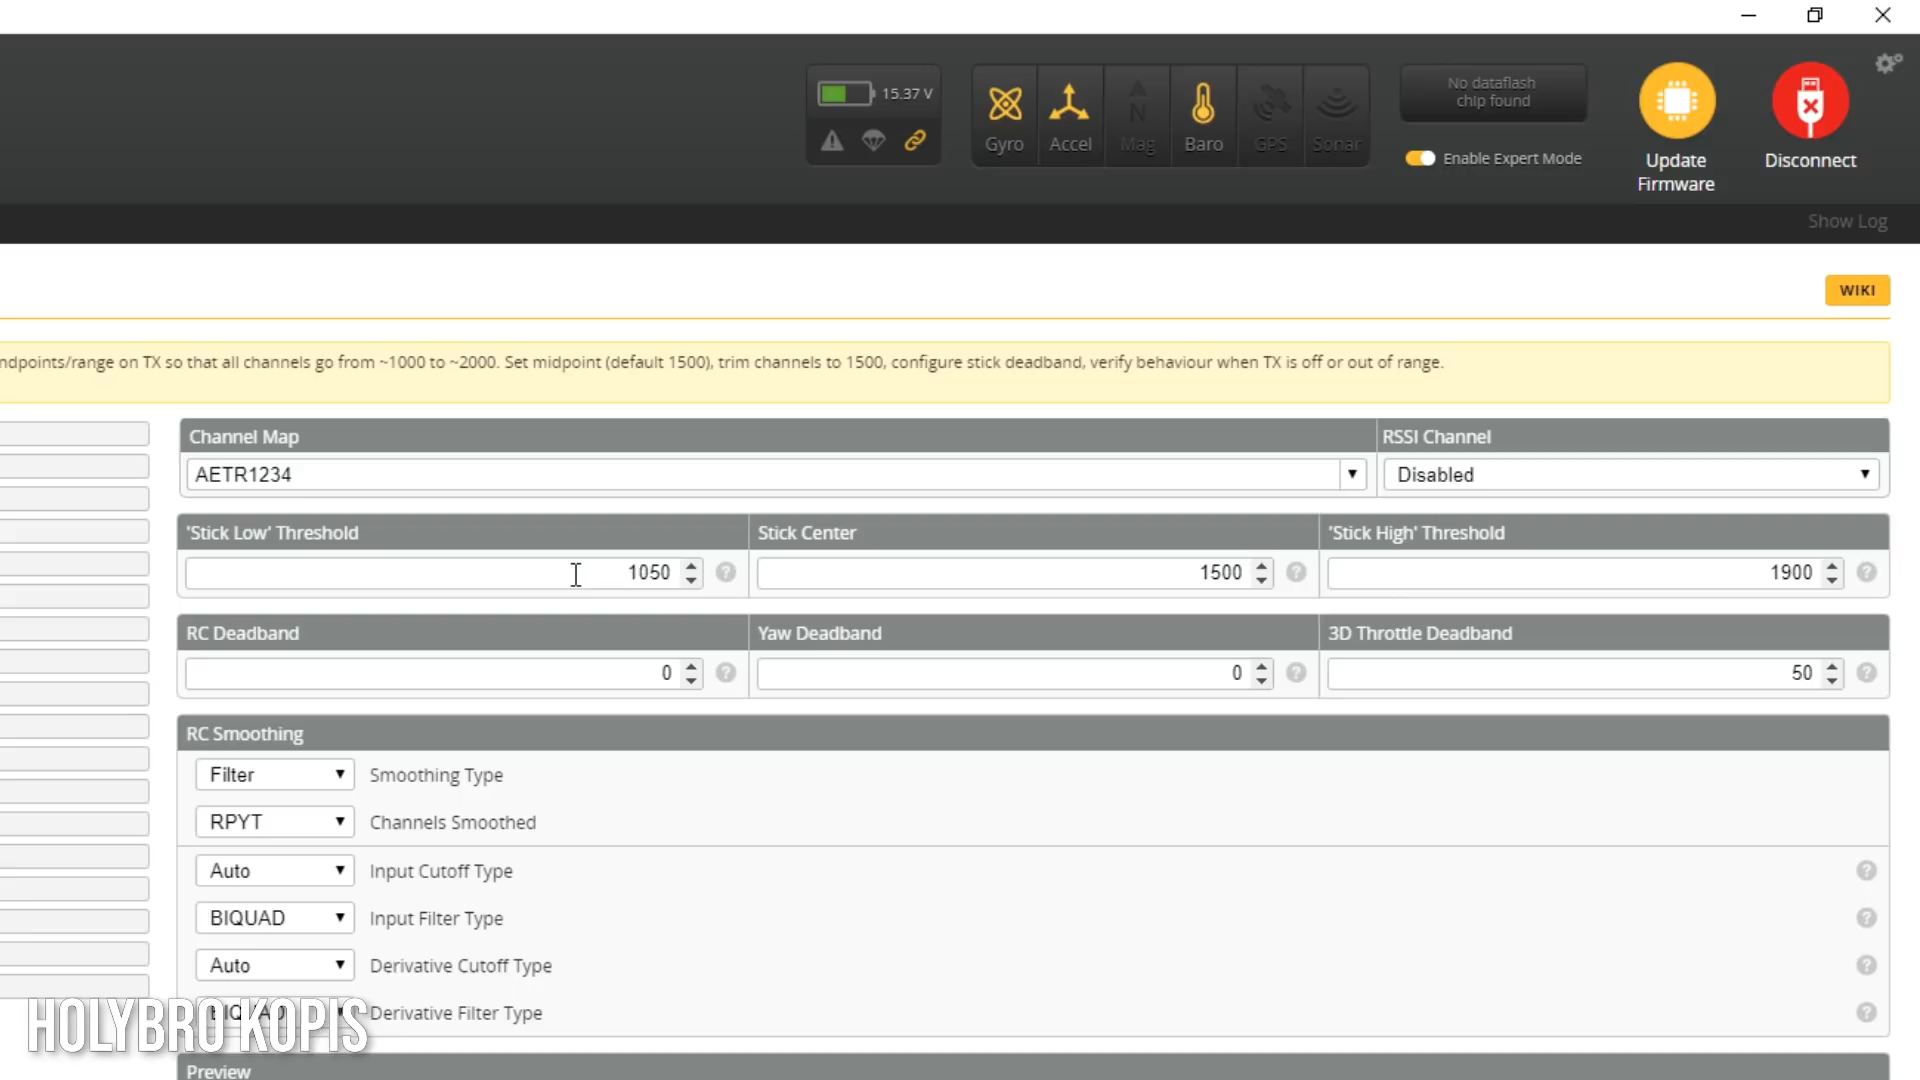 15.37 V
Gyro
Accel
Mag
Baro
GPS
Sonar
No dataflash
chip found
Enable Expert Mode
Update
Firmware
Disconnect
Show Log
WIKI
ndpoints/range on TX so that all channels go from ~1000 to ~2000. Set midpoint (default 1500), trim channels to 1500, configure stick deadband, verify behaviour when TX is off or out of range.
Channel Map
RSSI Channel
AETR1234
Disabled
'Stick Low' Threshold
Stick Center
'Stick High' Threshold
1050
1500
1900
RC Deadband
Yaw Deadband
3D Throttle Deadband
0
0
50
RC Smoothing
Filter
Smoothing Type
RPYT
Channels Smoothed
Auto
Input Cutoff Type
BIQUAD
Input Filter Type
Auto
Derivative Cutoff Type
BIQUAD
Derivative Filter Type
HOLYBRO KOPIS
Preview